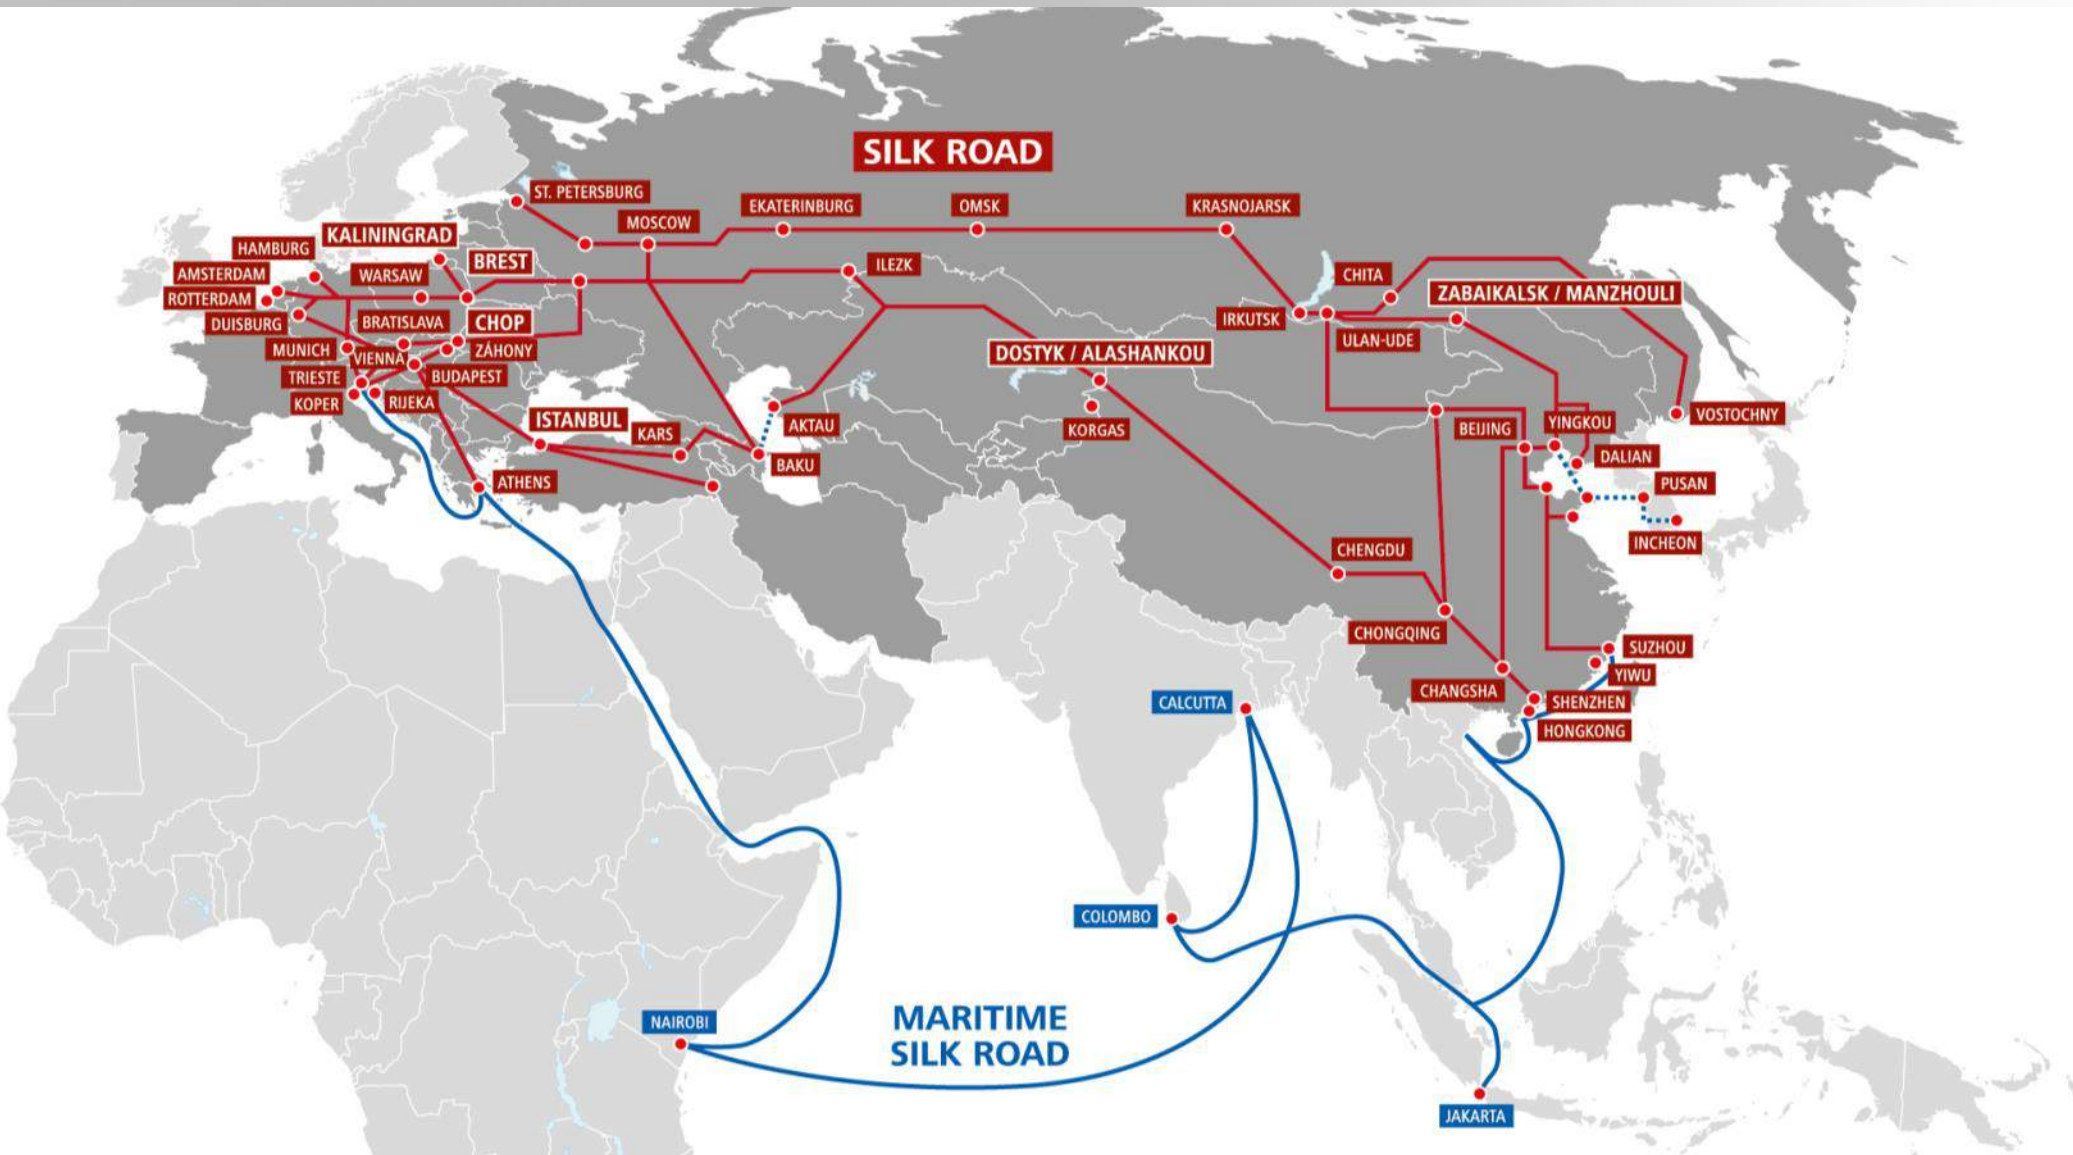 SILK ROAD
ST. PETERSBURG
MOSCOW
EKATERINBURG
OMSK
KRASNOJARSK
KALININGRAD
HAMBURG
BREST
AMSTERDAM
WARSAW
ILEZK
CHITA
ROTTERDAM
ZABAIKALSK / MANZHOULI
DUISBURG
BRATISLAVA
CHOP
IRKUTSK
ULAN-UDE
MUNICH
VIENNA
ZÁHONY
DOSTYK / ALASHANKOU
TRIESTE
BUDAPEST
KOPER
RIJEKA
ISTANBUL
KARS
AKTAU
KORGAS
BEIJING
YINGKOU
VOSTOCHNY
BAKU
DALIAN
ATHENS
PUSAN
INCHEON
CHENGDU
CHONGQING
SUZHOU
YIWU
CHANGSHA
SHENZHEN
CALCUTTA
HONGKONG
COLOMBO
NAIROBI
MARITIME
SILK ROAD
JAKARTA